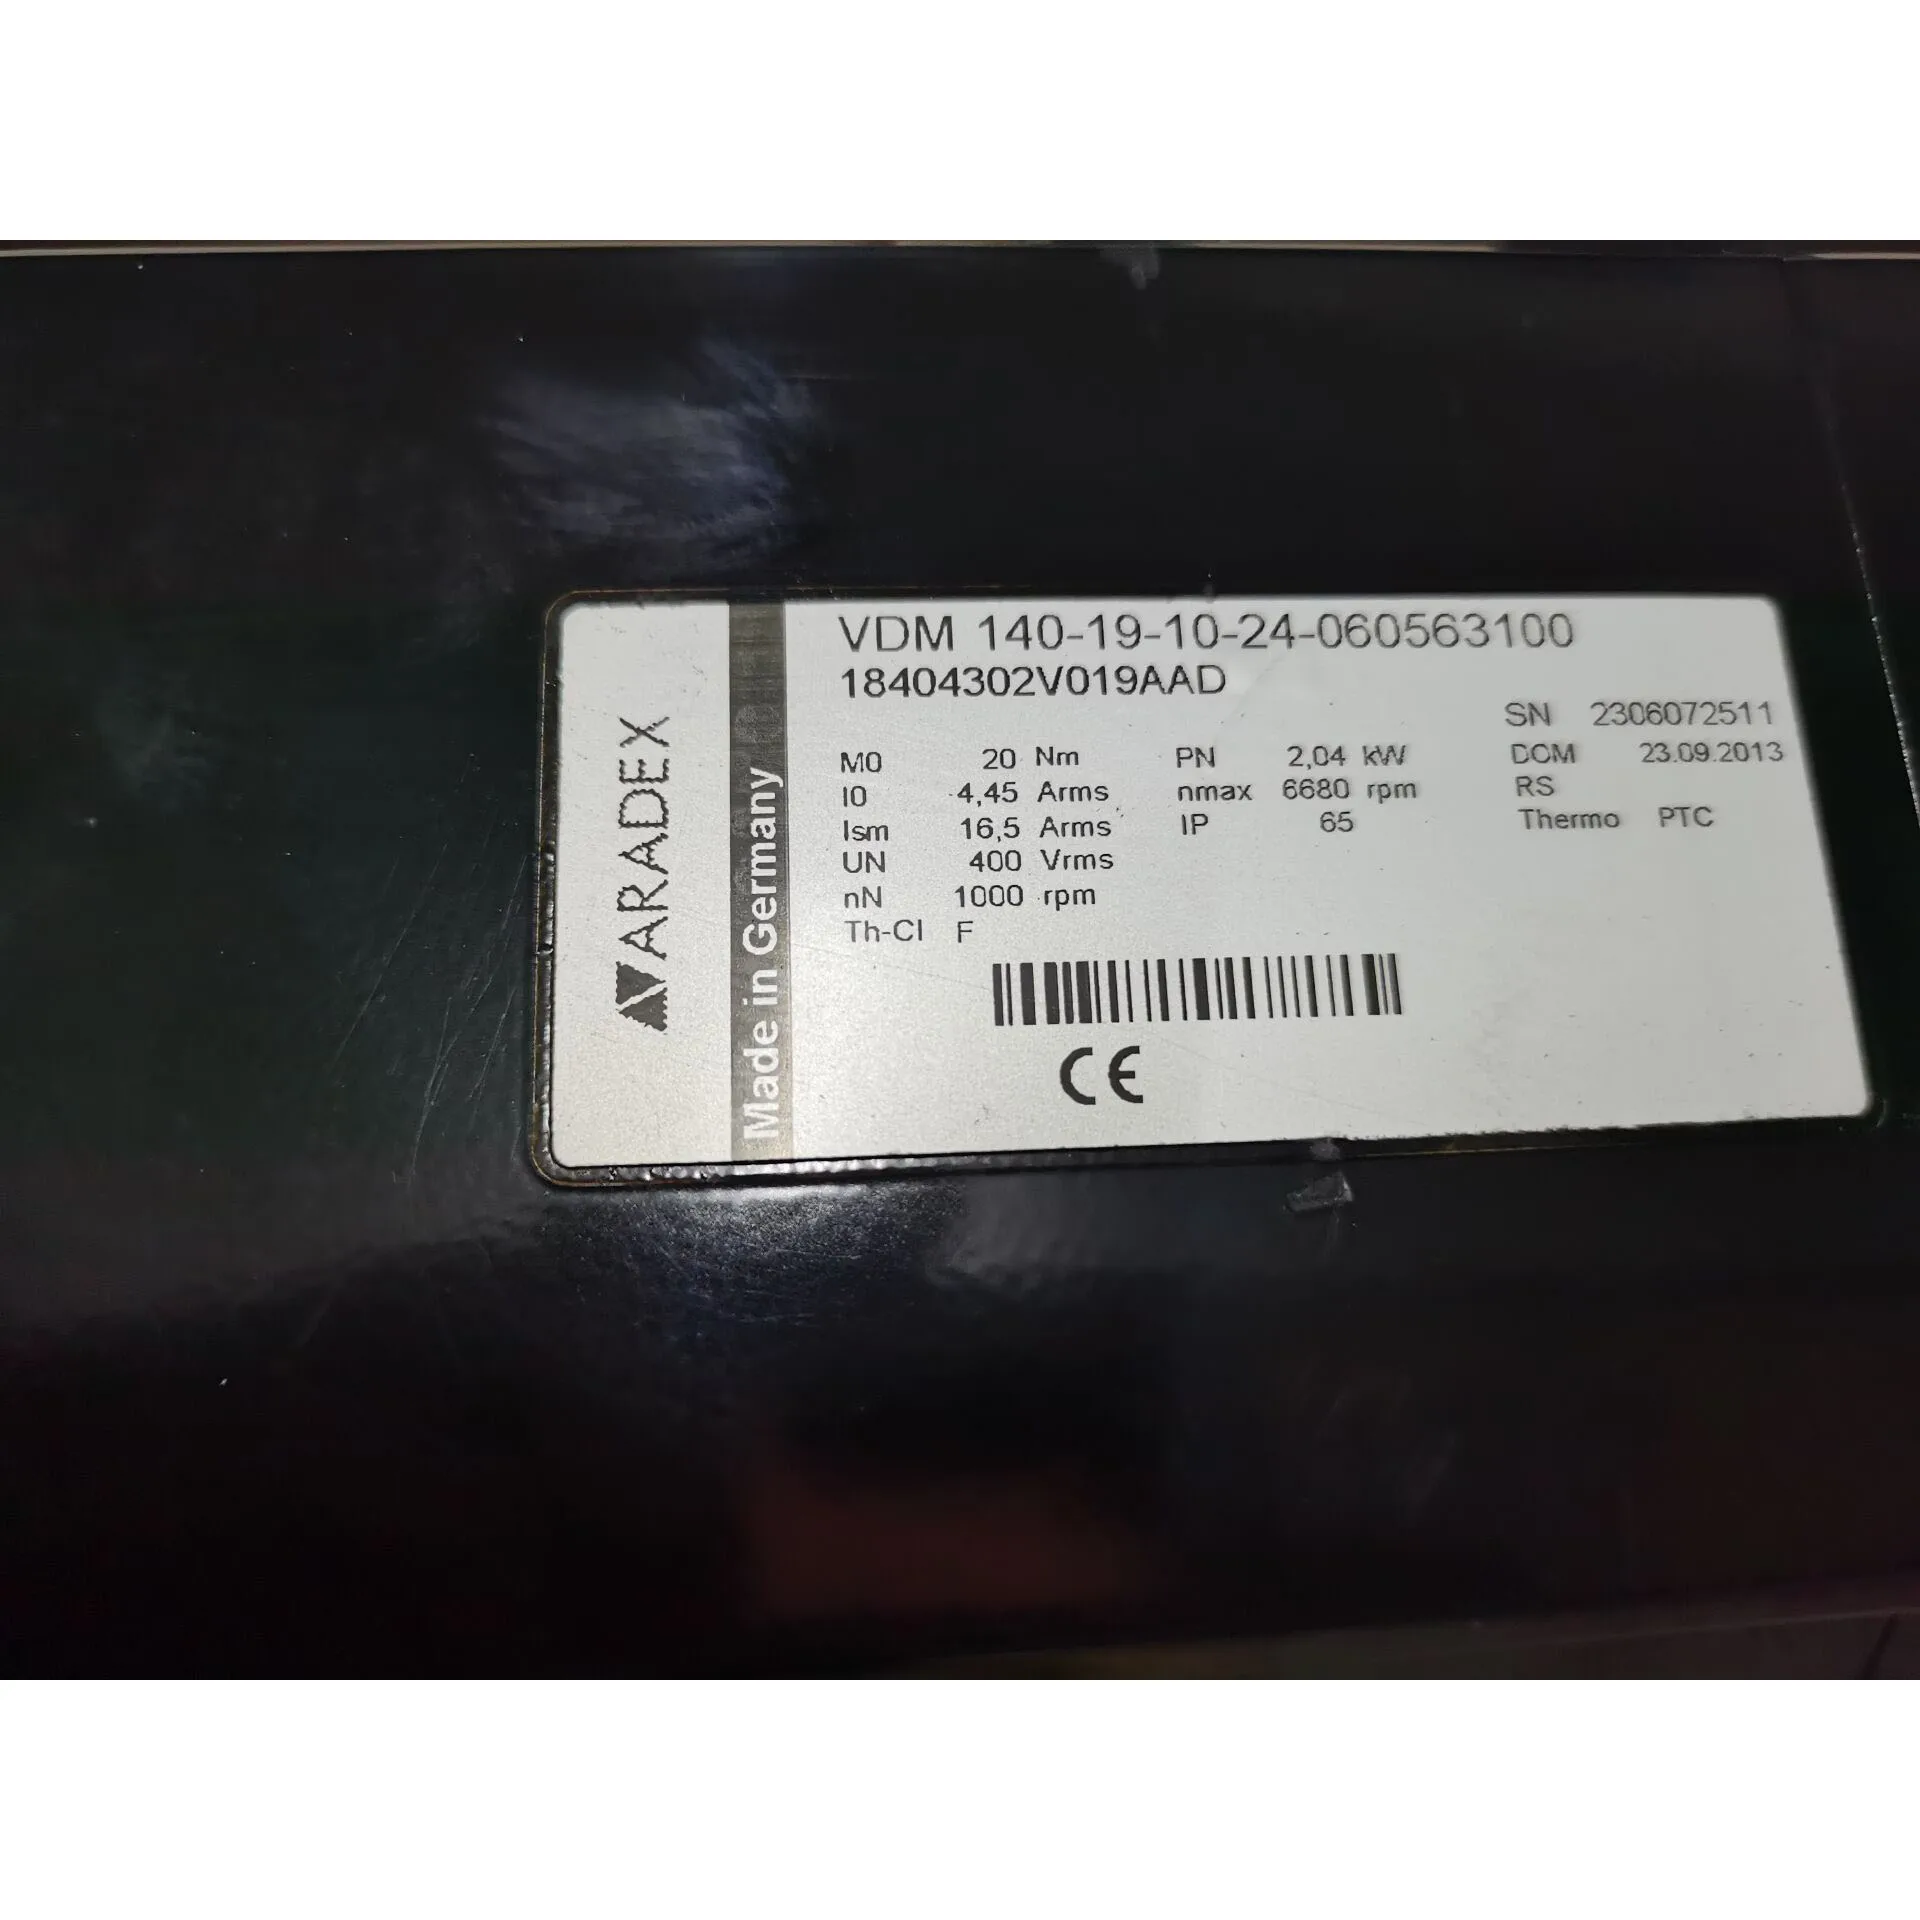 ARADEX
Made in Germany
VDM 140-19-10-24-060563100
18404302V019AAD
SN 2306072511
M0 20 Nm PN 2,04 kW DOM 23.09.2013
I0 4,45 Arms nmax 6680 rpm RS
Ism 16,5 Arms IP 65 Thermo PTC
UN 400 Vrms
nN 1000 rpm
Th-Cl F
CE